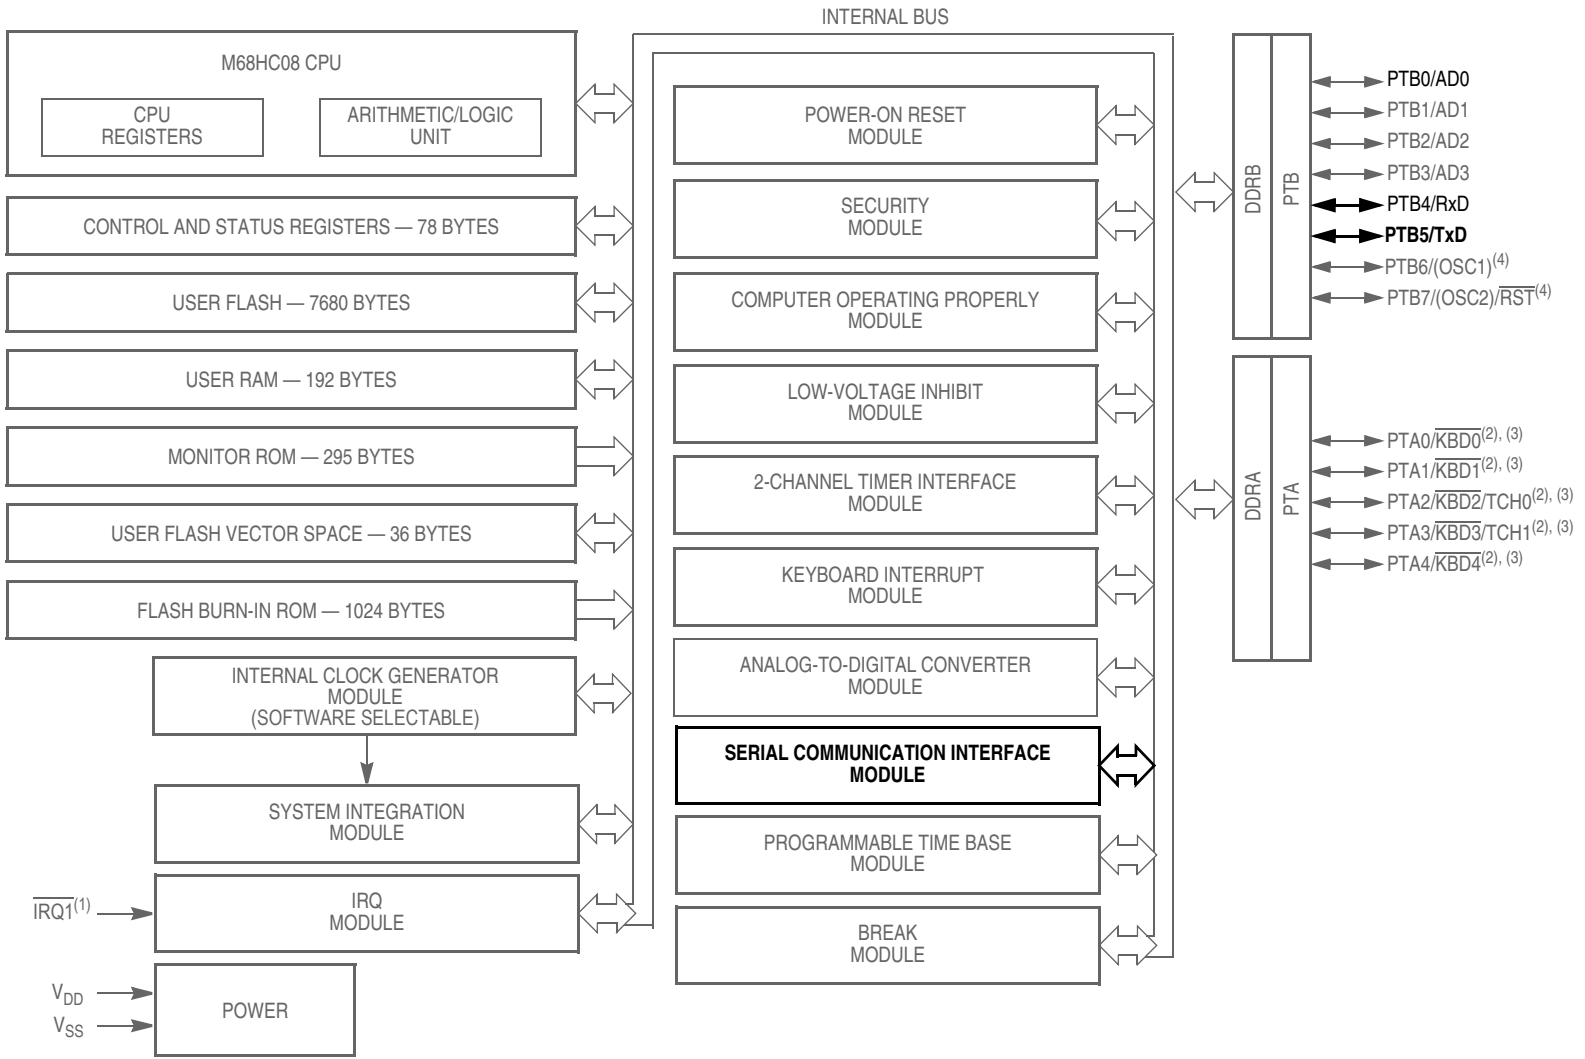 INTERNAL BUS
M68HC08 CPU
CPU
REGISTERS
ARITHMETIC/LOGIC
UNIT
CONTROL AND STATUS REGISTERS — 78 BYTES
USER FLASH — 7680 BYTES
USER RAM — 192 BYTES
MONITOR ROM — 295 BYTES
USER FLASH VECTOR SPACE — 36 BYTES
FLASH BURN-IN ROM — 1024 BYTES
INTERNAL CLOCK GENERATOR
MODULE
(SOFTWARE SELECTABLE)
SYSTEM INTEGRATION
MODULE
IRQ1(1)
IRQ
MODULE
VDD
VSS
POWER
POWER-ON RESET
MODULE
SECURITY
MODULE
COMPUTER OPERATING PROPERLY
MODULE
LOW-VOLTAGE INHIBIT
MODULE
2-CHANNEL TIMER INTERFACE
MODULE
KEYBOARD INTERRUPT
MODULE
ANALOG-TO-DIGITAL CONVERTER
MODULE
SERIAL COMMUNICATION INTERFACE
MODULE
PROGRAMMABLE TIME BASE
MODULE
BREAK
MODULE
DDRB
PTB
PTB0/AD0
PTB1/AD1
PTB2/AD2
PTB3/AD3
PTB4/RxD
PTB5/TxD
PTB6/(OSC1)(4)
PTB7/(OSC2)/RST(4)
DDRA
PTA
PTA0/KBD0(2), (3)
PTA1/KBD1(2), (3)
PTA2/KBD2/TCH0(2), (3)
PTA3/KBD3/TCH1(2), (3)
PTA4/KBD4(2), (3)